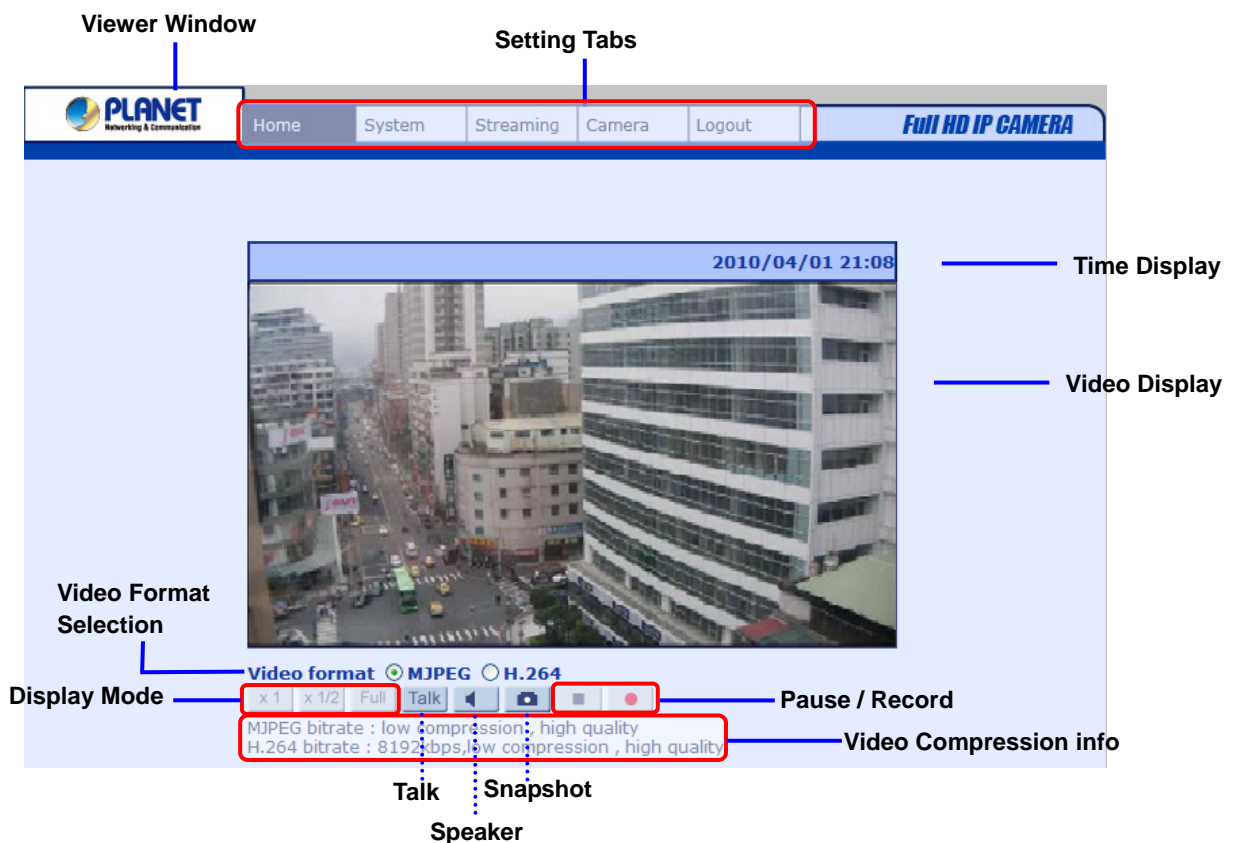 Viewer Window
Setting Tabs
PLANET
Networking & Communication
Home System Streaming Camera Logout
Full HD IP CAMERA
2010/04/01 21:08
Time Display
Video Display
Video Format
Selection
Video format MJPEG H.264
Display Mode
x 1 x 1/2 Full Talk
Pause / Record
MJPEG bitrate : low compression , high quality
H.264 bitrate : 8192kbps,low compression , high quality
Video Compression info
Talk
Snapshot
Speaker